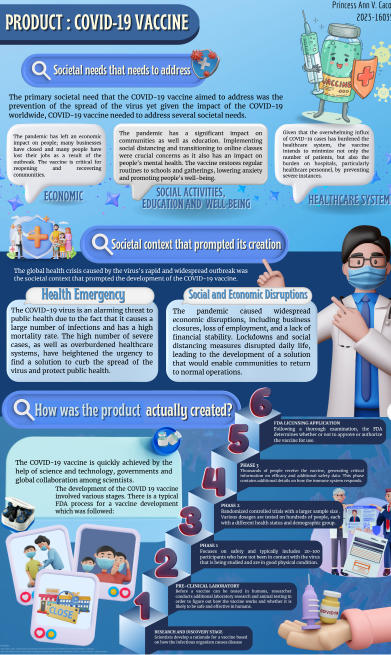 Princess Ann V. Caco
2023-1605
PRODUCT : COVID-19 VACCINE
Societal needs that needs to address
The primary societal need that the COVID-19 vaccine aimed to address was the
prevention of the spread of the virus yet given the impact of the COVID-19
worldwide, COVID-19 vaccine needed to address several societal needs.
The pandemic has left an economic
impact on people; many businesses
have closed and many people have
lost their jobs as a result of the
outbreak. The vaccine is critical for
reopening and recovering
communities.
ECONOMIC
The pandemic has a significant impact on
communities as well as education. Implementing
social distancing and transitioning to online classes
were crucial concerns as it also has an impact on
people's mental health. The vaccine restores regular
routines to schools and gatherings, lowering anxiety
and promoting people's well-being.
SOCIAL ACTIVITIES,
EDUCATION AND WELL-BEING
Given that the overwhelming influx
of COVID-19 cases has burdened the
healthcare system, the vaccine
intends to minimize not only the
number of patients, but also the
burden on hospitals, particularly
healthcare personnel, by preventing
severe instances.
HEALTHCARE SYSTEM
VACCINE
Societal context that prompted its creation
The global health crisis caused by the virus's rapid and widespread outbreak was
the societal context that prompted the development of the COVID-19 vaccine.
Health Emergency
The COVID-19 virus is an alarming threat to
public health due to the fact that it causes a
large number of infections and has a high
mortality rate. The high number of severe
cases, as well as overburdened healthcare
systems, have heightened the urgency to
find a solution to curb the spread of the
virus and protect public health.
Social and Economic Disruptions
The pandemic caused widespread
economic disruptions, including business
closures, loss of employment, and a lack of
financial stability. Lockdowns and social
distancing measures disrupted daily life,
leading to the development of a solution
that would enable communities to return
to normal operations.
How was the product actually created?
The COVID-19 vaccine is quickly achieved by the
help of science and technology, governments and
global collaboration among scientists.
The development of the COVID 19 vaccine
involved various stages. There is a typical
FDA process for a vaccine development
which was followed:
6
FDA LICENSING APPLICATION
Following a thorough examination, the FDA
determines whether or not to approve or authorize
the vaccine for use.
5
PHASE 3
Thousands of people receive the vaccine, generating critical
information on efficacy and additional safety data. This phase
contains additional details on how the immune system responds.
4
PHASE 2
Randomized controlled trials with a larger sample size.
Various dosages are tested on hundreds of people, each
with a different health status and demographic group.
3
PHASE 1
Focuses on safety and typically includes 20-100
participants who have not been in contact with the virus
that is being studied and are in good physical condition.
2
PRE-CLINICAL LABORATORY
Before a vaccine can be tested in humans, researcher
conducts additional laboratory research and animal testing in
order to figure out how the vaccine works and whether it is
likely to be safe and effective in humans.
1
RESEARCH AND DISCOVERY STAGE
Scientists develop a rationale for a vaccine based
on how the infectious organism causes disease
CLOSE